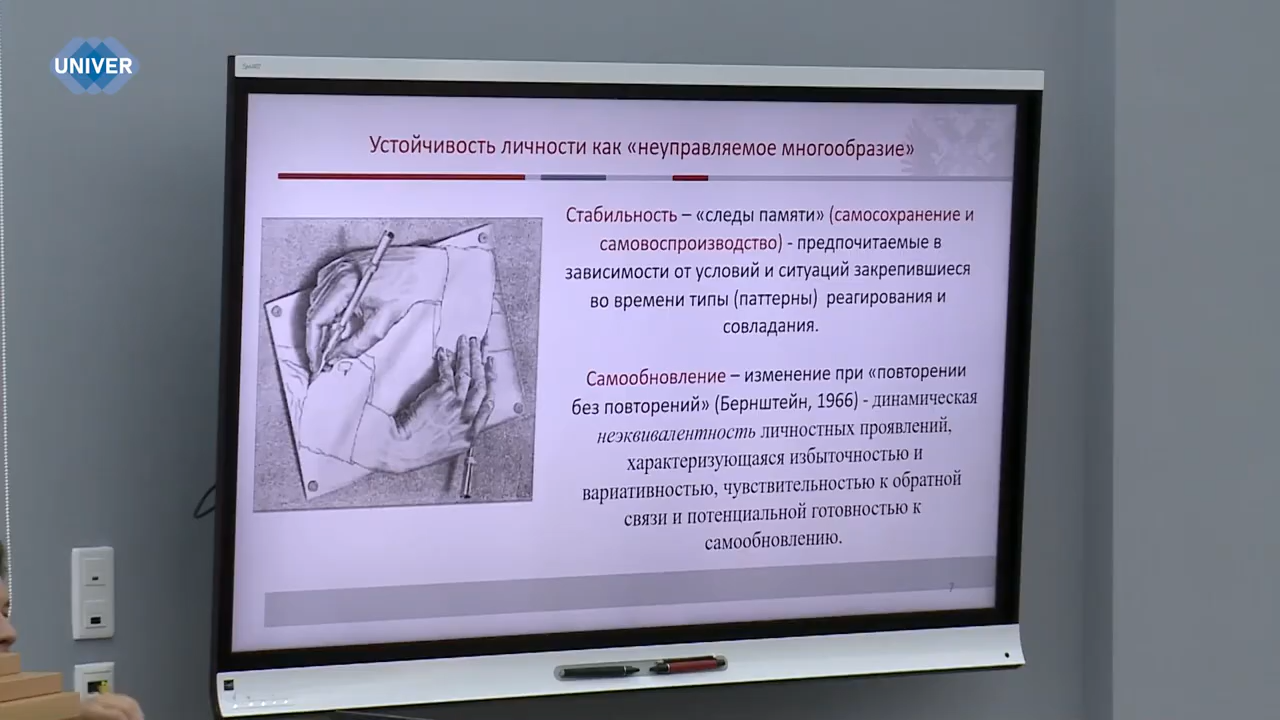 UNIVER
SMART
Устойчивость личности как «неуправляемое многообразие»
Стабильность – «следы памяти» (самосохранение и
самовоспроизводство) - предпочитаемые в
зависимости от условий и ситуаций закрепившиеся
во времени типы (паттерны) реагирования и
совладания.
Самообновление – изменение при «повторении
без повторений» (Бернштейн, 1966) - динамическая
неэквивалентность личностных проявлений,
характеризующаяся избыточностью и
вариативностью, чувствительностью к обратной
связи и потенциальной готовностью к
самообновлению.
7